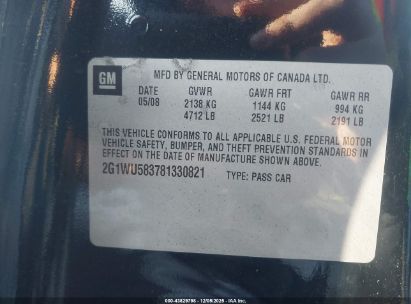 GM
MFD BY GENERAL MOTORS OF CANADA LTD.
DATE GVWR GAWR FRT GAWR RR
05/08 2138 KG 1144 KG 994 KG
4712 LB 2521 LB 2191 LB
THIS VEHICLE CONFORMS TO ALL APPLICABLE U.S. FEDERAL MOTOR
VEHICLE SAFETY, BUMPER, AND THEFT PREVENTION STANDARDS IN
EFFECT ON THE DATE OF MANUFACTURE SHOWN ABOVE.
2G1WU583781330821 TYPE: PASS CAR